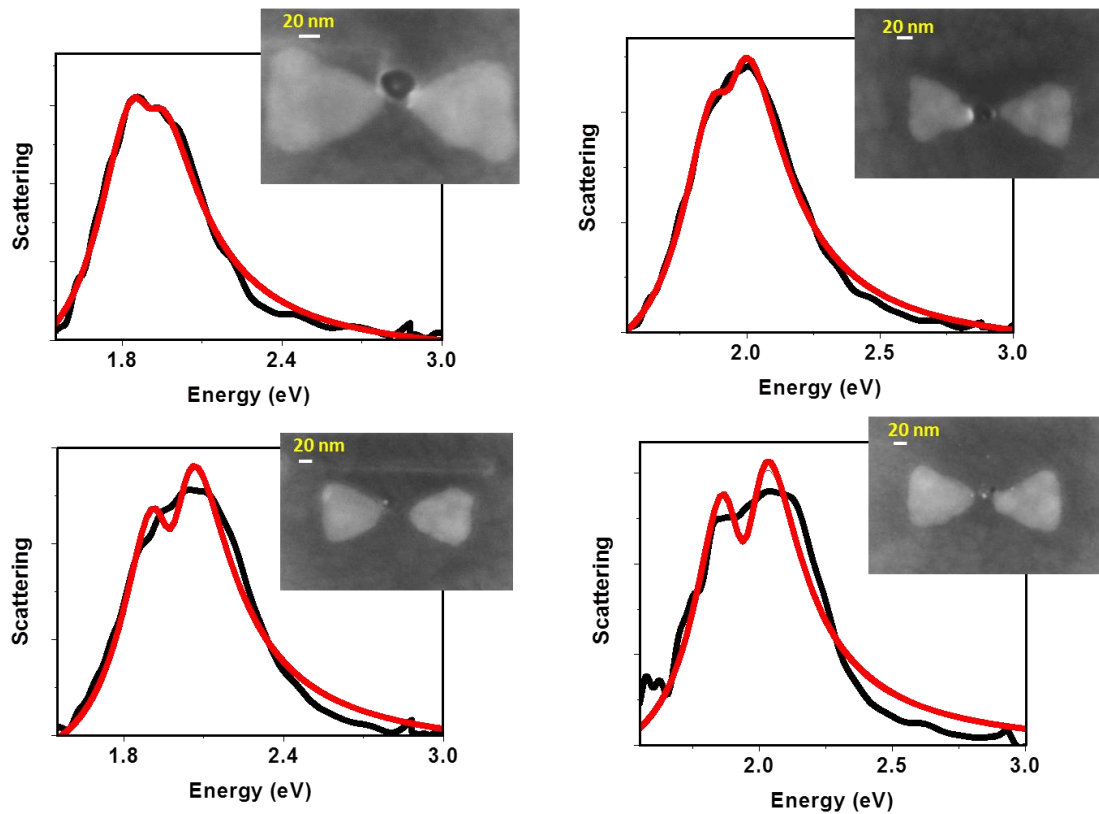 20 nm
Scattering
1.8 2.4 3.0
Energy (eV)
20 nm
Scattering
2.0 2.5 3.0
Energy (eV)
20 nm
Scattering
1.8 2.4 3.0
Energy (eV)
20 nm
Scattering
2.0 2.5 3.0
Energy (eV)